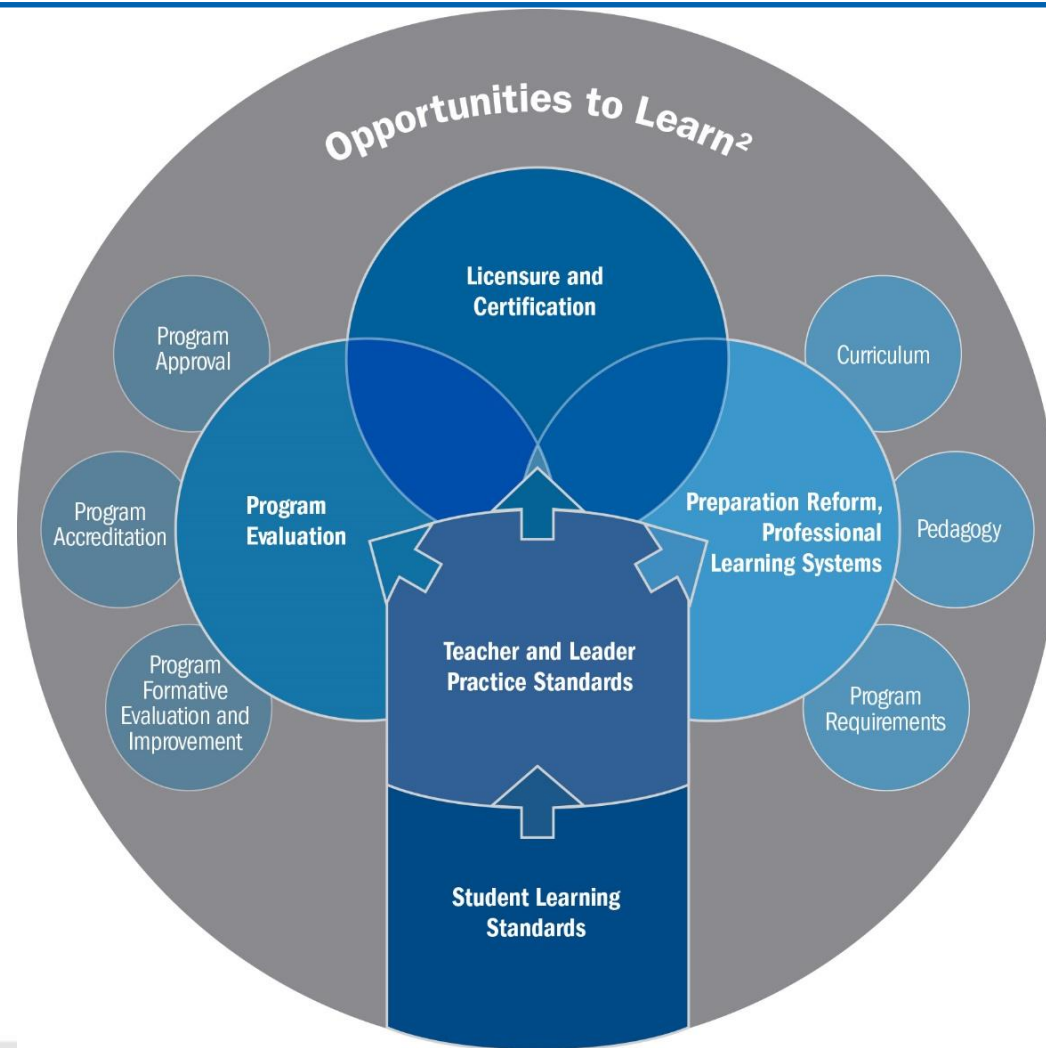 Opportunities to Learn²
Licensure and
Certification
Program
Approval
Curriculum
Program
Accreditation
Program
Evaluation
Preparation Reform,
Professional
Learning Systems
Pedagogy
Teacher and Leader
Practice Standards
Program
Formative
Evaluation and
Improvement
Program
Requirements
Student Learning
Standards